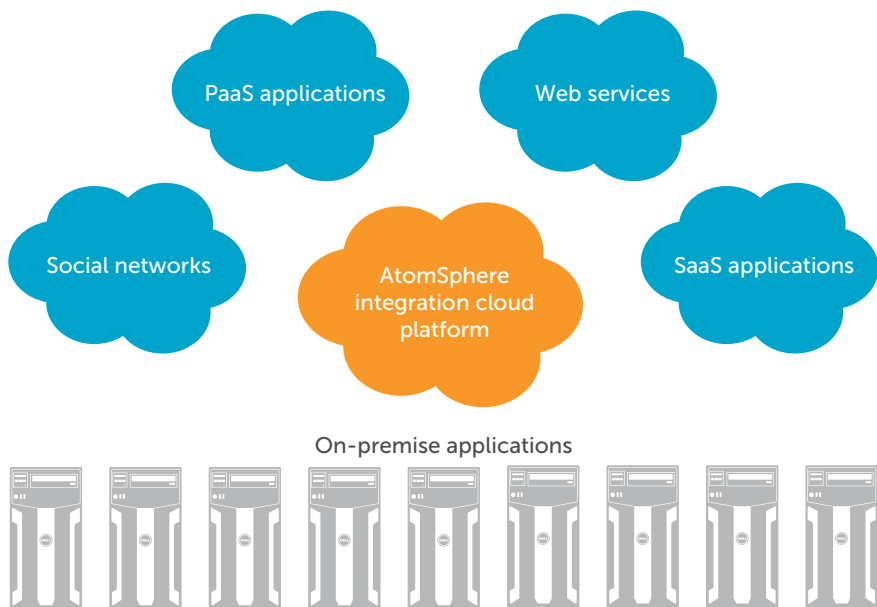 PaaS applications
Web services
Social networks
AtomSphere
integration cloud
platform
SaaS applications
On-premise applications